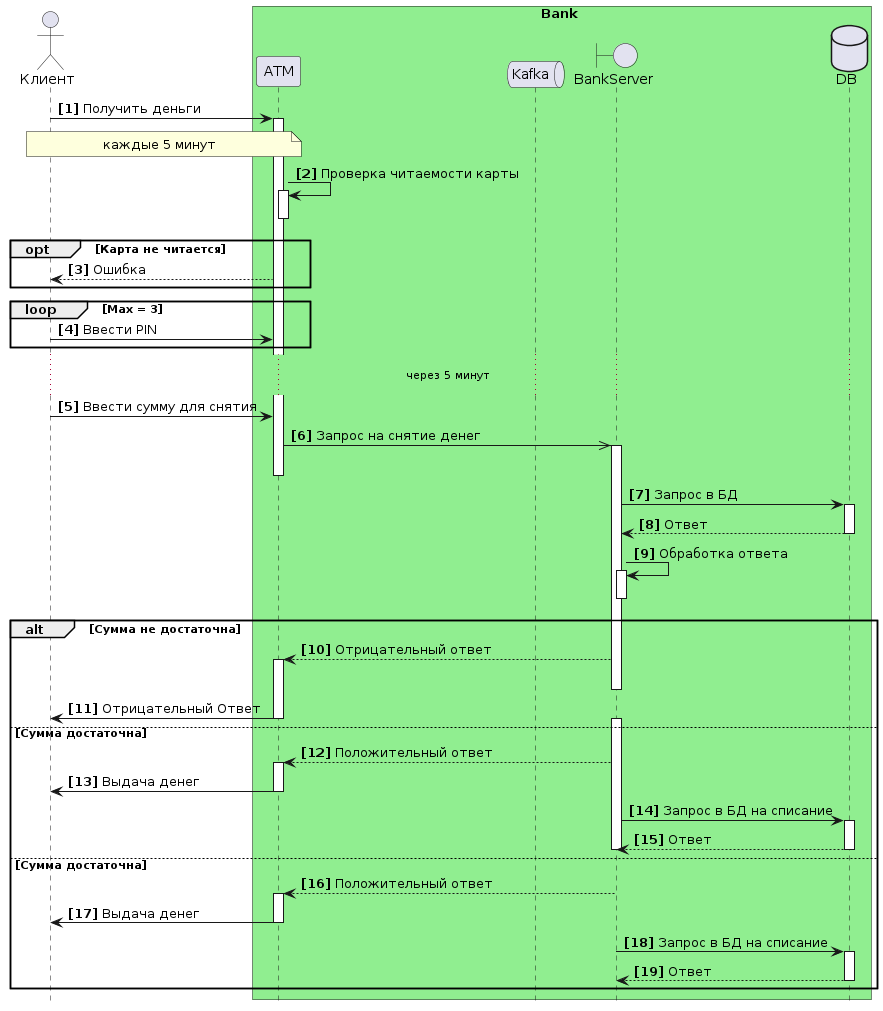 Bank
Клиент
ATM
Kafka
BankServer
DB
[1] Получить деньги
каждые 5 минут
[2] Проверка читаемости карты
opt [Карта не читается]
[3] Ошибка
loop [Max = 3]
[4] Ввести PIN
через 5 минут
[5] Ввести сумму для снятия
[6] Запрос на снятие денег
[7] Запрос в БД
[8] Ответ
[9] Обработка ответа
alt [Сумма не достаточна]
[10] Отрицательный ответ
[11] Отрицательный Ответ
[Сумма достаточна]
[12] Положительный ответ
[13] Выдача денег
[14] Запрос в БД на списание
[15] Ответ
[Сумма достаточна]
[16] Положительный ответ
[17] Выдача денег
[18] Запрос в БД на списание
[19] Ответ